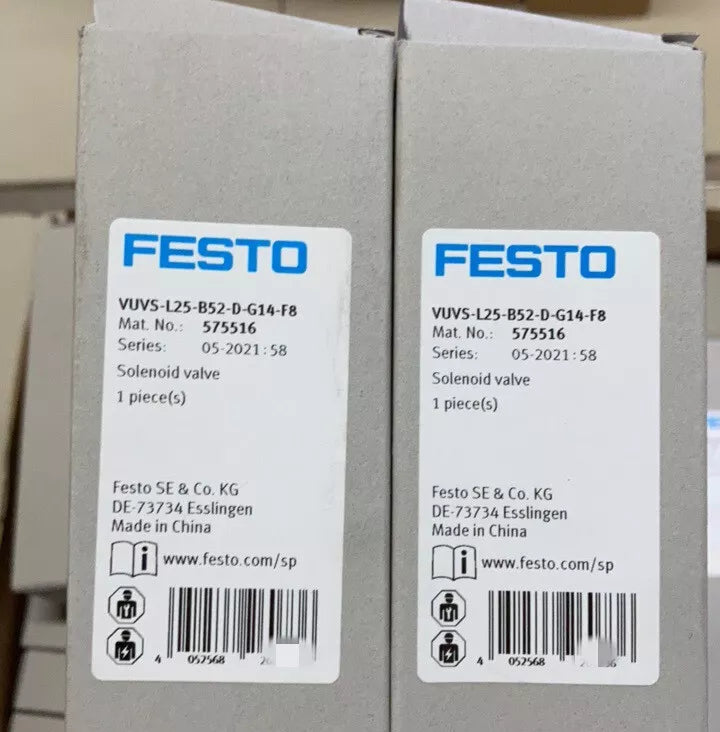 FESTO
VUVS-L25-B52-D-G14-F8
Mat. No.: 575516
Series: 05-2021:58
Solenoid valve
1 piece(s)
Festo SE & Co. KG
DE-73734 Esslingen
Made in China
www.festo.com/sp
4 052568
FESTO
VUVS-L25-B52-D-G14-F8
Mat. No.: 575516
Series: 05-2021:58
Solenoid valve
1 piece(s)
Festo SE & Co. KG
DE-73734 Esslingen
Made in China
www.festo.com/sp
4 052568